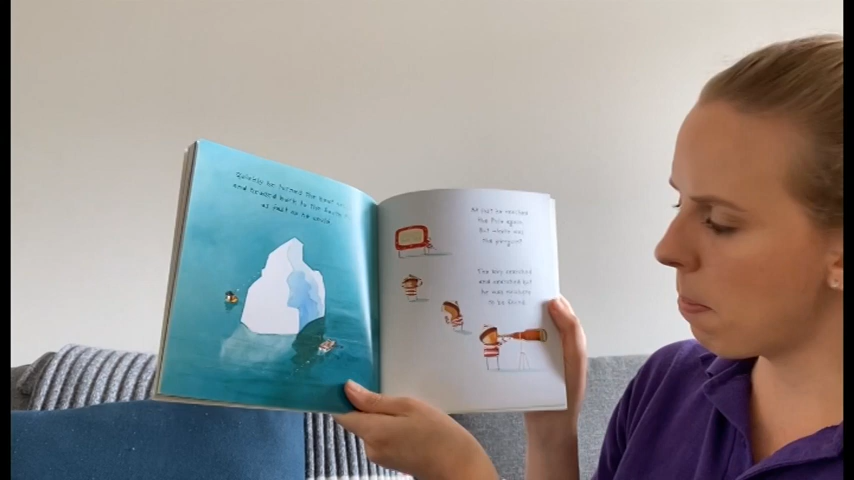 Quickly he turned the boat
and headed back to the South
as fast as he could
At last he reached
the Pole again.
But where was
the penguin?
The boy searched
and searched but
he was nowhere
to be found.